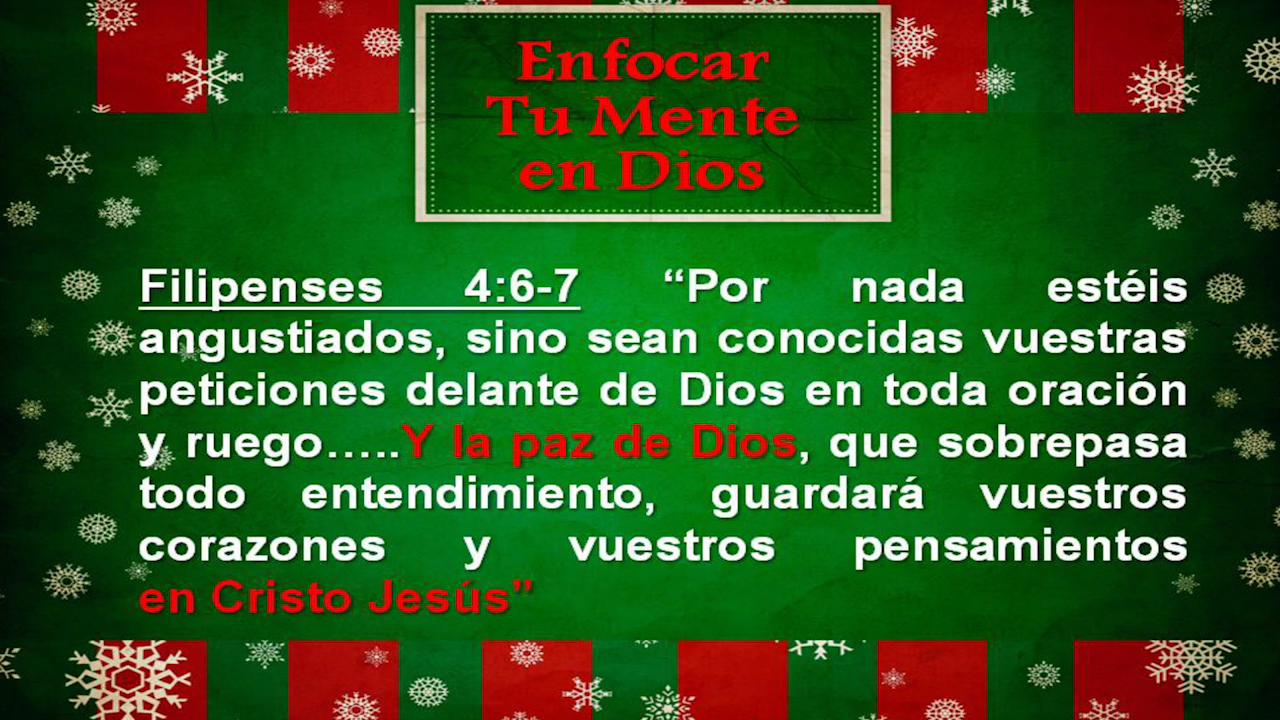 Enfocar
Tu Mente
en Dios
Filipenses 4:6-7 “Por nada estéis
angustiados, sino sean conocidas vuestras
peticiones delante de Dios en toda oración
y ruego…..Y la paz de Dios, que sobrepasa
todo entendimiento, guardará vuestros
corazones y vuestros pensamientos
en Cristo Jesús”